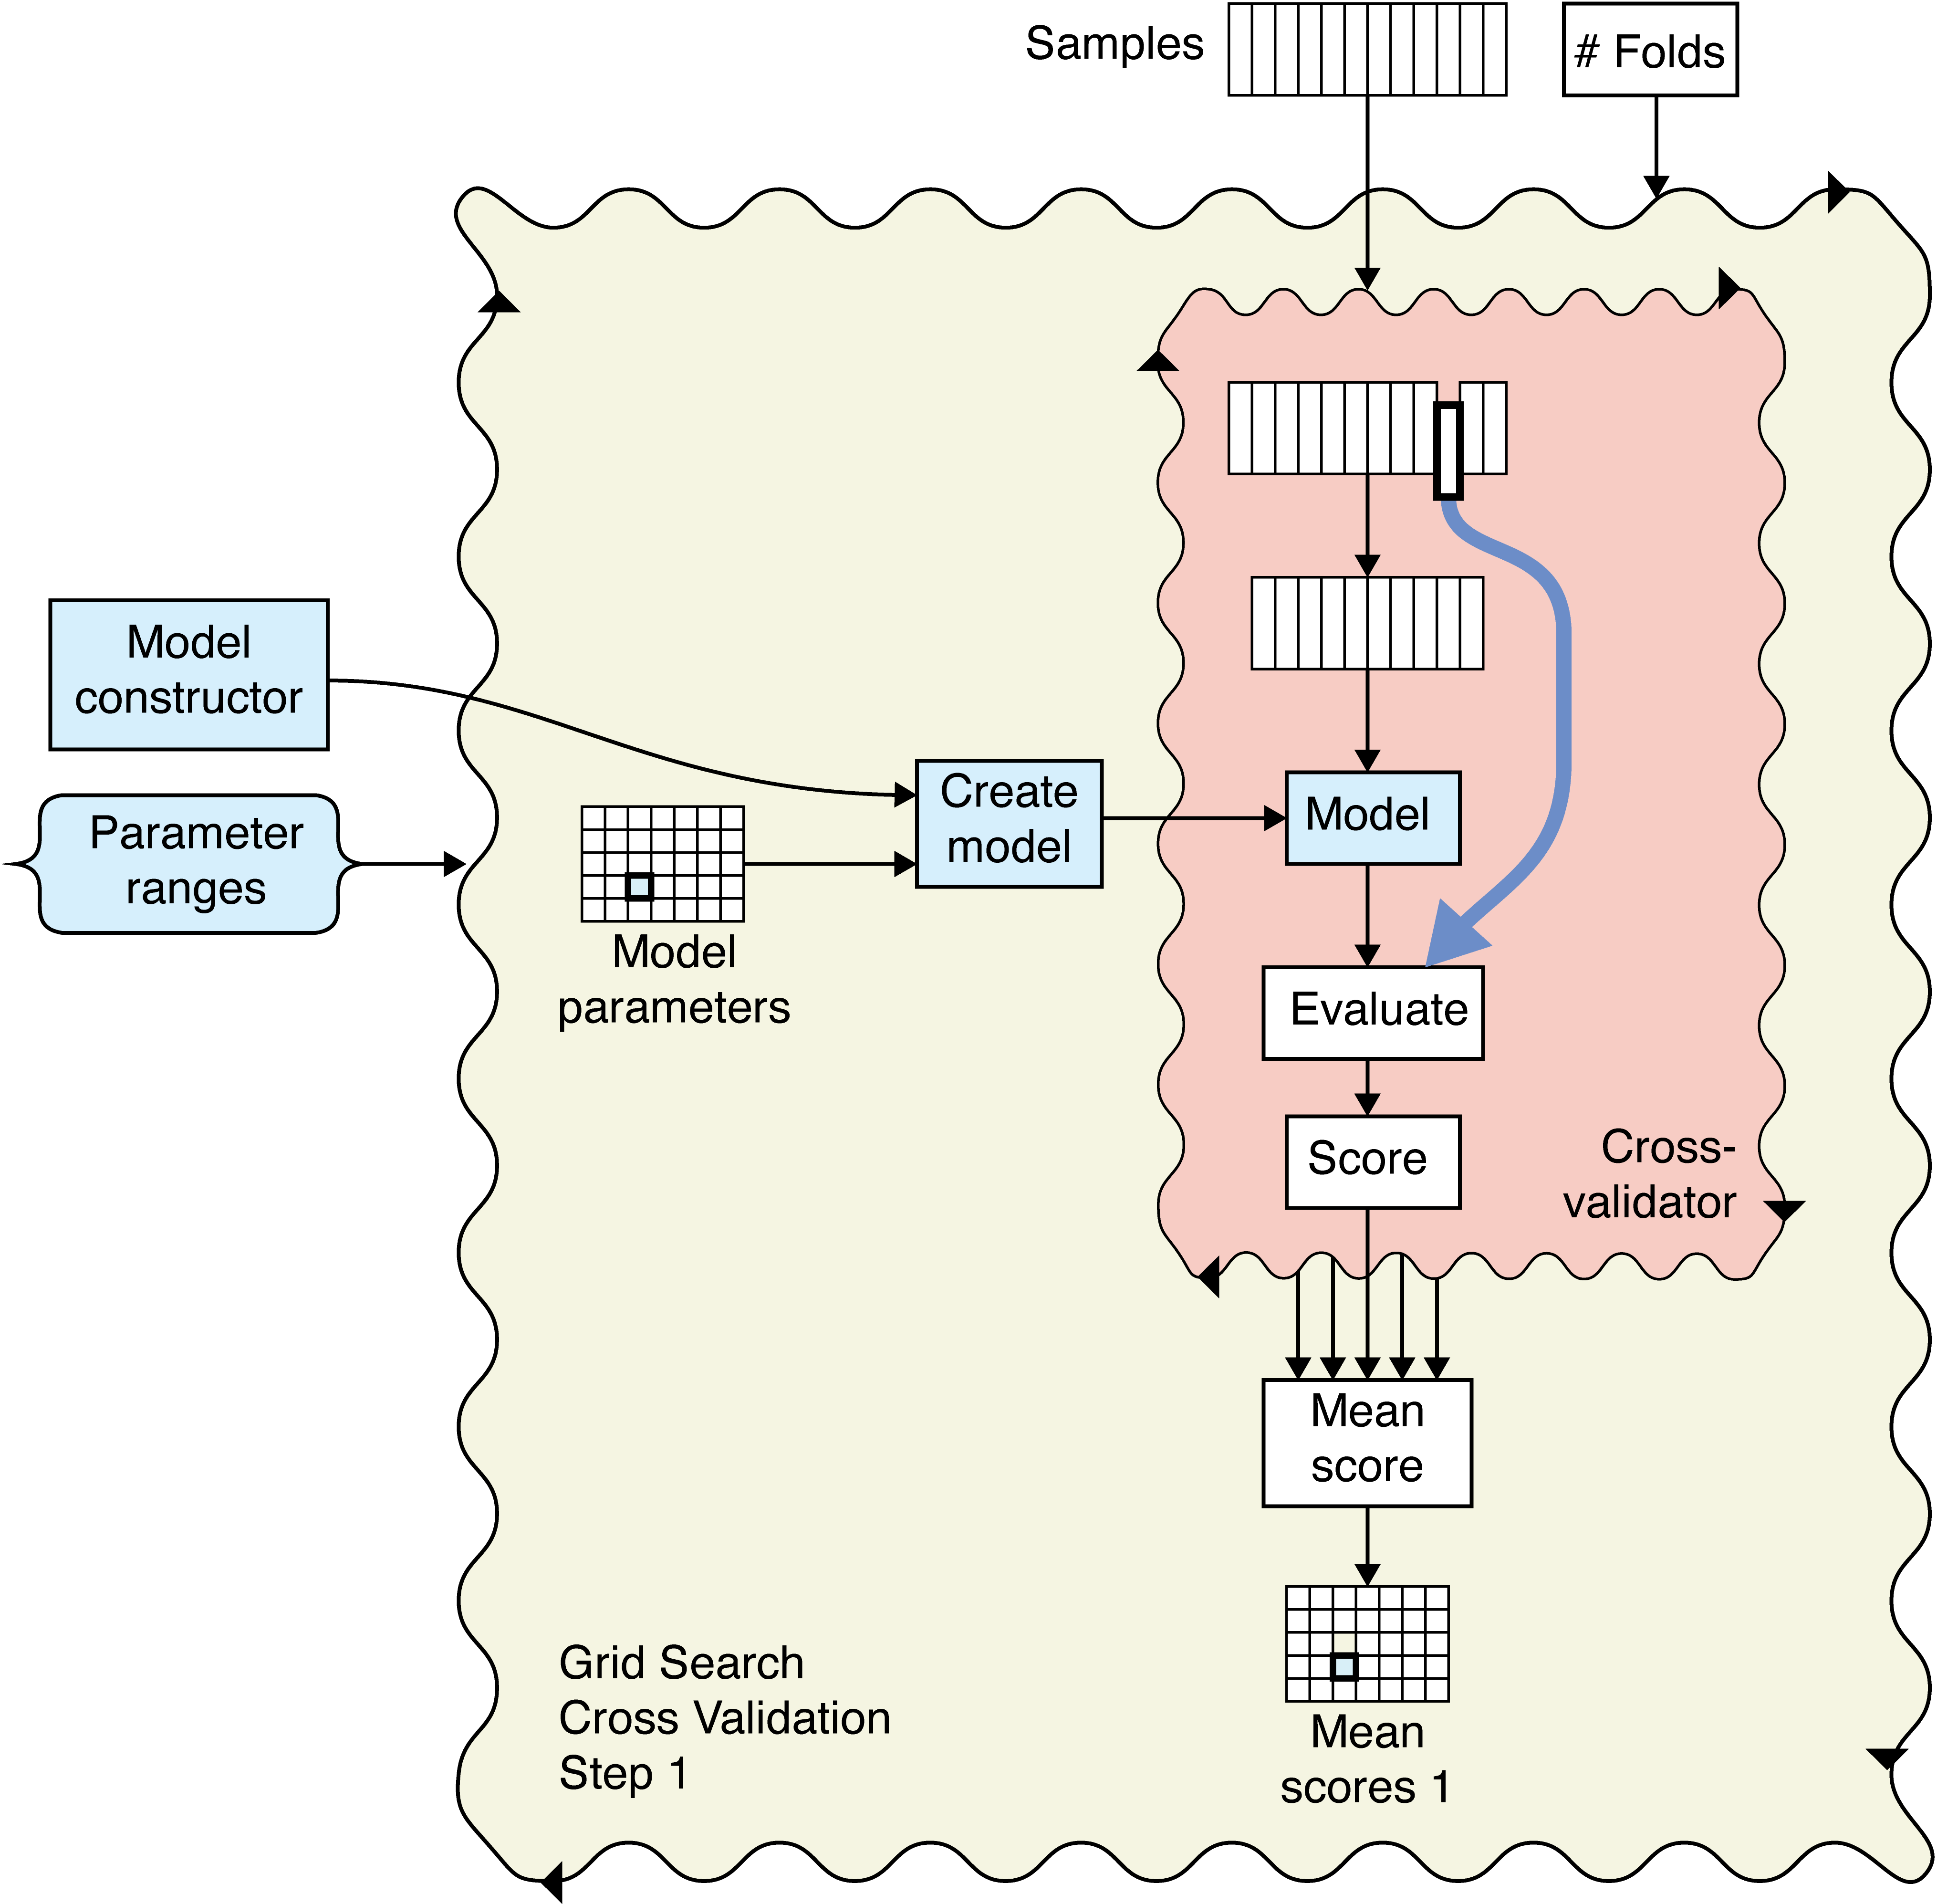 Samples
# Folds
Model
constructor
Parameter
ranges
Model
parameters
Create
model
Model
Evaluate
Score
Cross-
validator
Mean
score
Mean
scores 1
Grid Search
Cross Validation
Step 1